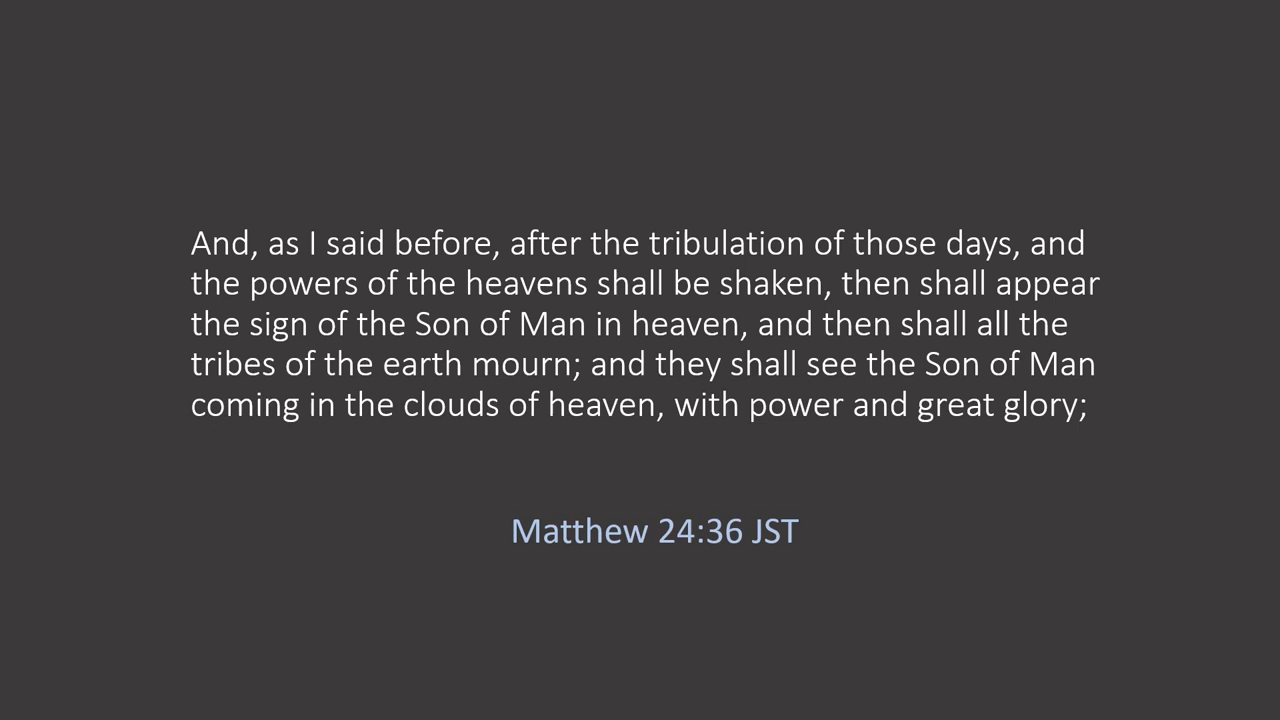 And, as I said before, after the tribulation of those days, and
the powers of the heavens shall be shaken, then shall appear
the sign of the Son of Man in heaven, and then shall all the
tribes of the earth mourn; and they shall see the Son of Man
coming in the clouds of heaven, with power and great glory;
Matthew 24:36 JST